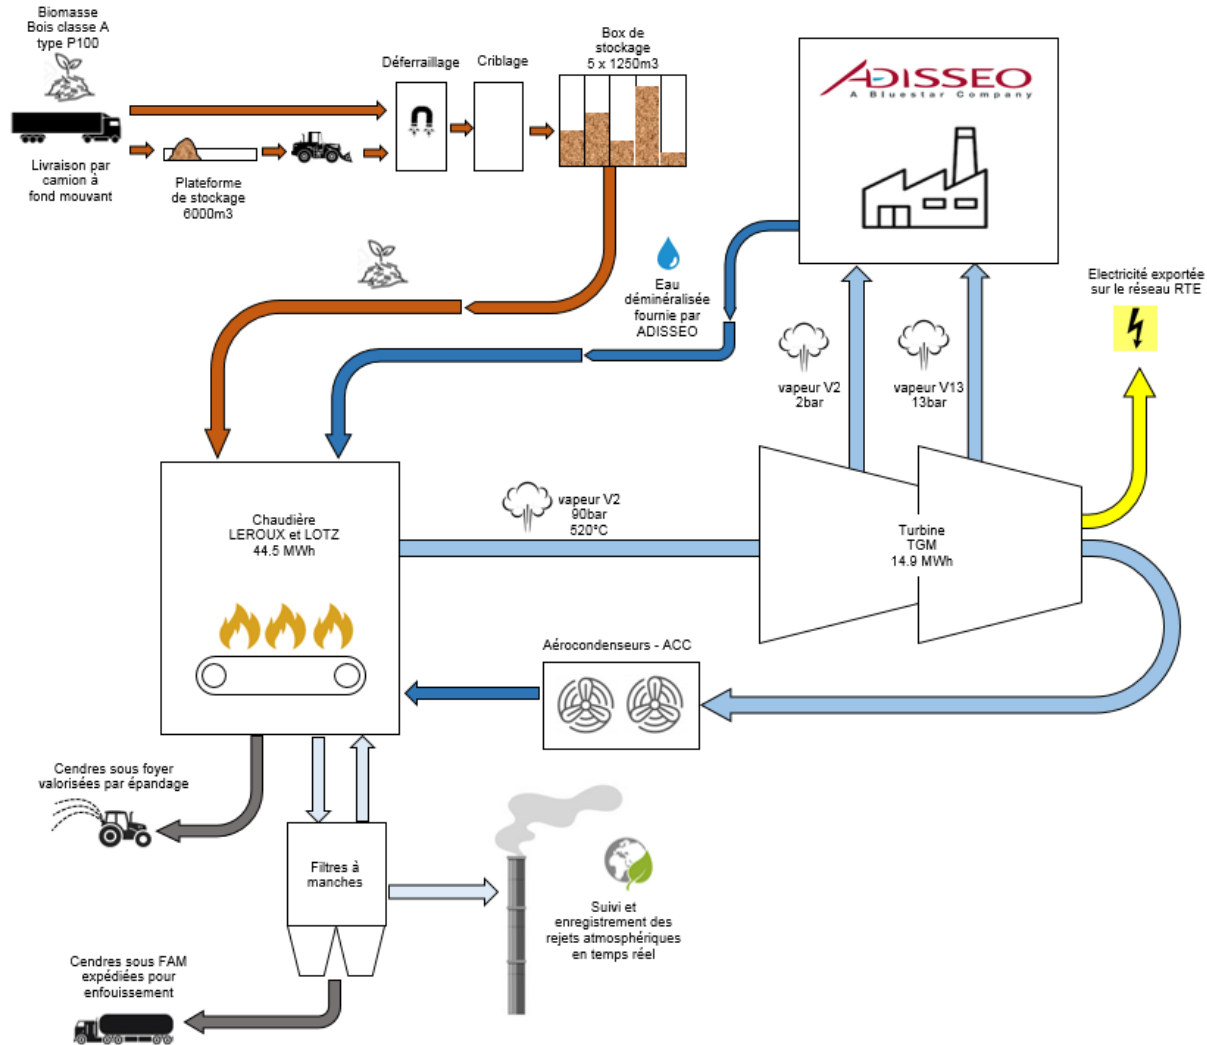 Biomasse
Bois classe A
type P100
Livraison par
camion à
fond mouvant
Plateforme
de stockage
6000m3
Déferraillage
Criblage
Box de
stockage
5 x 1250m3
ADISSEO
A Bluestar Company
Eau
déminéralisée
fournie par
ADISSEO
vapeur V2
2bar
vapeur V13
13bar
Electricité exportée
sur le réseau RTE
Chaudière
LEROUX et LOTZ
44.5 MWh
vapeur V2
90bar
520°C
Turbine
TGM
14.9 MWh
Aérocondenseurs - ACC
Cendres sous foyer
valorisées par épandage
Filtres à
manches
Suivi et
enregistrement des
rejets atmosphériques
en temps réel
Cendres sous FAM
expédiées pour
enfouissement